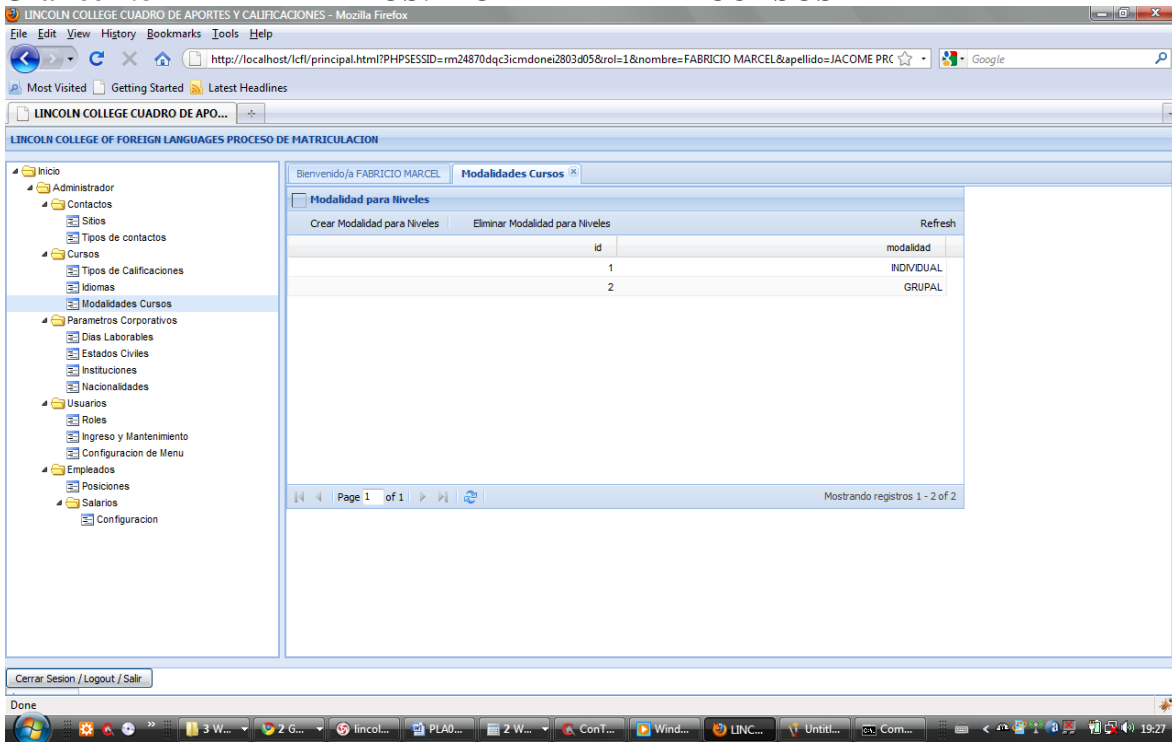 LINCOLN COLLEGE CUADRO DE APORTES Y CALIFICACIONES - Mozilla Firefox
File Edit View History Bookmarks Tools Help
http://localhost/lcfl/principal.html?PHPSESSID=rm24870dqc3icmdonei2803d05&rol=1&nombre=FABRICIO MARCEL&apellido=JACOME PRC
Google
Most Visited Getting Started Latest Headlines
LINCOLN COLLEGE CUADRO DE APO...
LINCOLN COLLEGE OF FOREIGN LANGUAGES PROCESO DE MATRICULACION
Inicio
Administrador
Contactos
Sitios
Tipos de contactos
Cursos
Tipos de Calificaciones
Idiomas
Modalidades Cursos
Parametros Corporativos
Dias Laborables
Estados Civiles
Instituciones
Nacionalidades
Usuarios
Roles
Ingreso y Mantenimiento
Configuracion de Menu
Empleados
Posiciones
Salarios
Configuracion
Bienvenido/a FABRICIO MARCEL Modalidades Cursos
Modalidad para Niveles
Crear Modalidad para Niveles Eliminar Modalidad para Niveles Refresh
id modalidad
1 INDIVIDUAL
2 GRUPAL
Page 1 of 1 Mostrando registros 1 - 2 of 2
Cerrar Sesion / Logout / Salir
Done
3 W... 2 G... lincol... PLA0... 2 W... ConT... Wind... LINC... Untitl... Com... 19:27